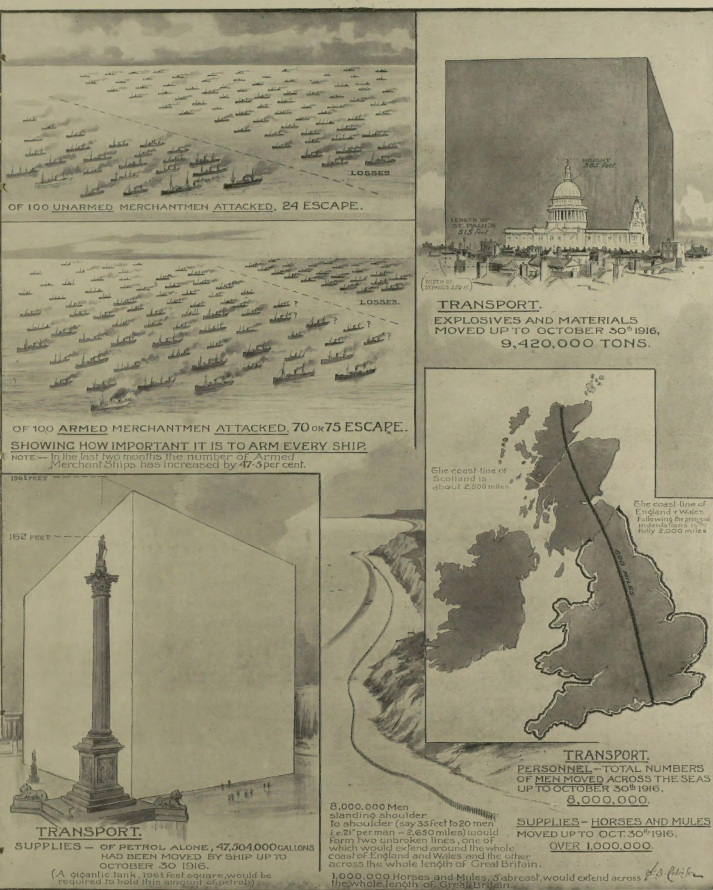 LOSSES
OF 100 UNARMED MERCHANTMEN ATTACKED, 24 ESCAPE.
LOSSES.
? ? ? ? ?
OF 100 ARMED MERCHANTMEN ATTACKED, 70 OR 75 ESCAPE.
SHOWING HOW IMPORTANT IT IS TO ARM EVERY SHIP.
NOTE:— In the last two months the number of Armed
Merchant Ships has increased by 47·5 per cent.
HEIGHT
365 Feet
LENGTH OF
ST. PAUL'S
515 Feet
WIDTH OF
TRANSPORT.
EXPLOSIVES AND MATERIALS
MOVED UP TO OCTOBER 30th 1916,
9,420,000 TONS.
FEET
162 FEET
TRANSPORT.
SUPPLIES — OF PETROL ALONE, 47,504,000 GALLONS
HAD BEEN MOVED BY SHIP UP TO
OCTOBER 30 1916.
(A gigantic tank, feet square, would be
required to hold this amount of petrol)
The coast line of
Scotland is
about 2,500 miles.
The coast line of
England & Wales
Following the principal
indentations is
fully 2,000 miles
608 MILES
8,000,000 Men
standing shoulder
to shoulder (say 35 feet to 20 men
i.e. 21" per man = 2,650 miles) would
form two unbroken lines, one of
which would extend around the whole
coast of England and Wales and the other
across the whole length of Great Britain.
1,000,000 Horses and Mules, 5 abreast, would extend across
the whole length of Great Britain.
TRANSPORT.
PERSONNEL — TOTAL NUMBERS
OF MEN MOVED ACROSS THE SEAS
UP TO OCTOBER 30th 1916.
8,000,000.
SUPPLIES — HORSES AND MULES
MOVED UP TO OCT. 30th 1916.
OVER 1,000,000.